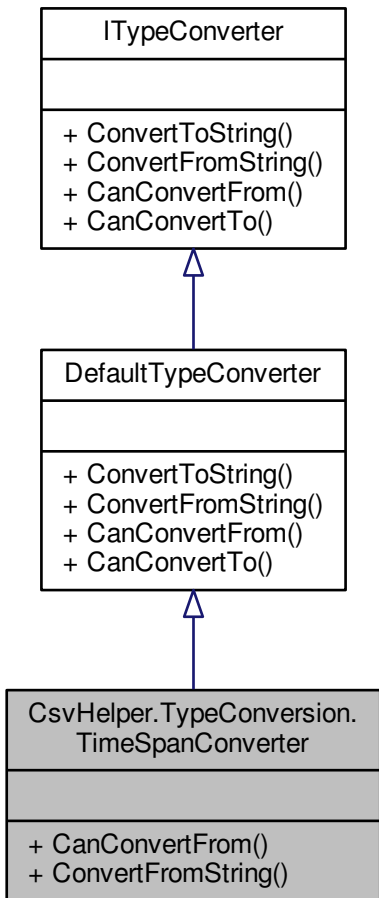 ITypeConverter
+ ConvertToString()
+ ConvertFromString()
+ CanConvertFrom()
+ CanConvertTo()
DefaultTypeConverter
+ ConvertToString()
+ ConvertFromString()
+ CanConvertFrom()
+ CanConvertTo()
CsvHelper.TypeConversion.
TimeSpanConverter
+ CanConvertFrom()
+ ConvertFromString()